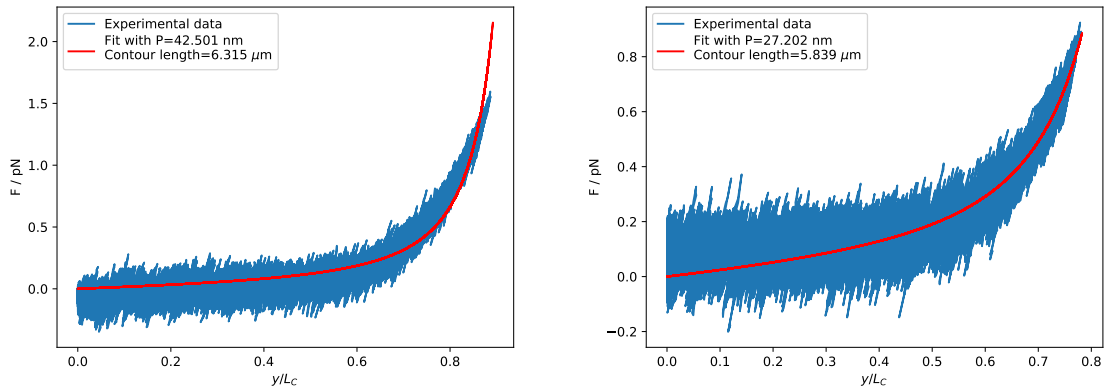 Experimental data
Fit with P=42.501 nm
Contour length=6.315 μm
F / pN
2.0
1.5
1.0
0.5
0.0
0.0 0.2 0.4 0.6 0.8
y/L_C
Experimental data
Fit with P=27.202 nm
Contour length=5.839 μm
F / pN
0.8
0.6
0.4
0.2
0.0
−0.2
0.0 0.1 0.2 0.3 0.4 0.5 0.6 0.7 0.8
y/L_C